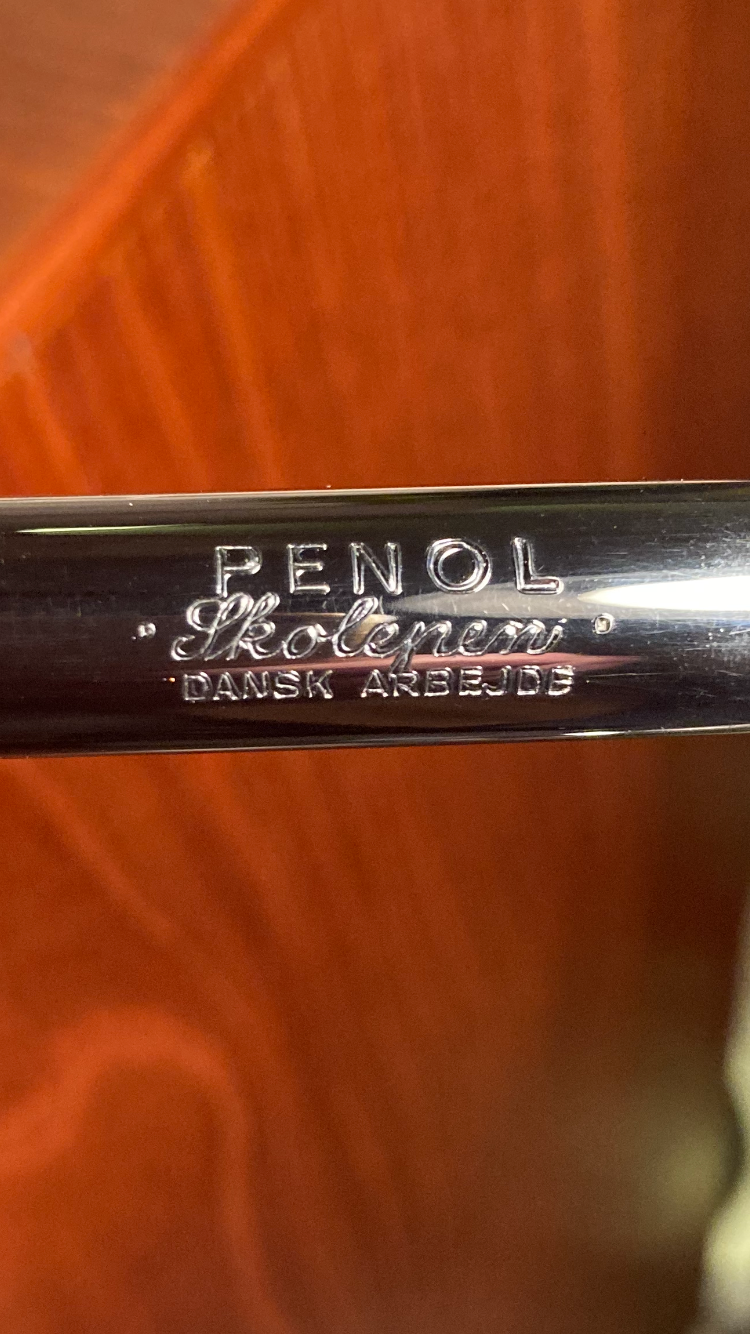 PENOL
· Skolepen ·
DANSK ARBEJDE